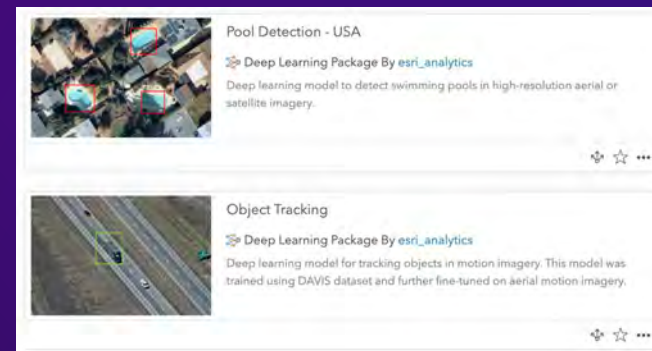 Pool Detection - USA
Deep Learning Package By esri_analytics
Deep learning model to detect swimming pools in high-resolution aerial or
satellite imagery.
Object Tracking
Deep Learning Package By esri_analytics
Deep learning model for tracking objects in motion imagery. This model was
trained using DAVIS dataset and further fine-tuned on aerial motion imagery.